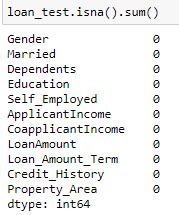 loan_test.isna().sum()
Gender 0
Married 0
Dependents 0
Education 0
Self_Employed 0
ApplicantIncome 0
CoapplicantIncome 0
LoanAmount 0
Loan_Amount_Term 0
Credit_History 0
Property_Area 0
dtype: int64